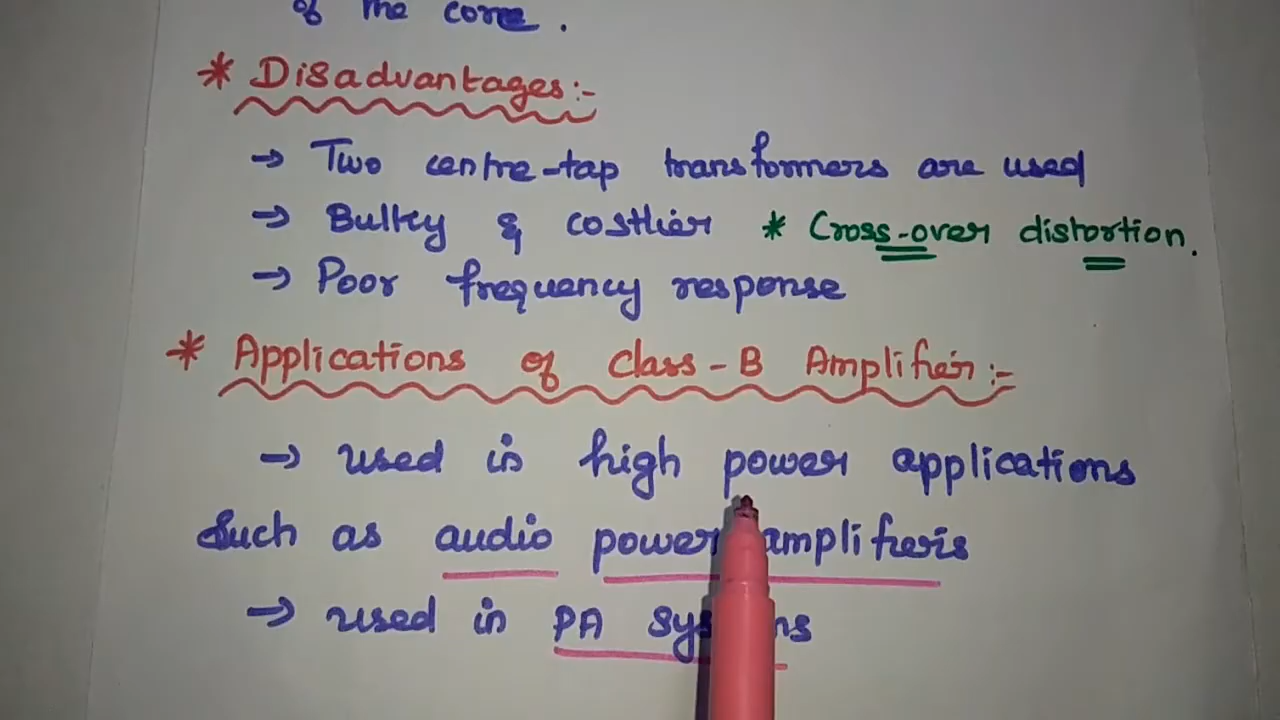 of the core.
* Disadvantages:-
→ Two centre-tap transformers are used
→ Bulky & costlier * Cross-over distortion.
→ Poor frequency response
* Applications of Class-B Amplifier:-
→ used in high power applications
Such as audio power amplifiers
→ used in PA